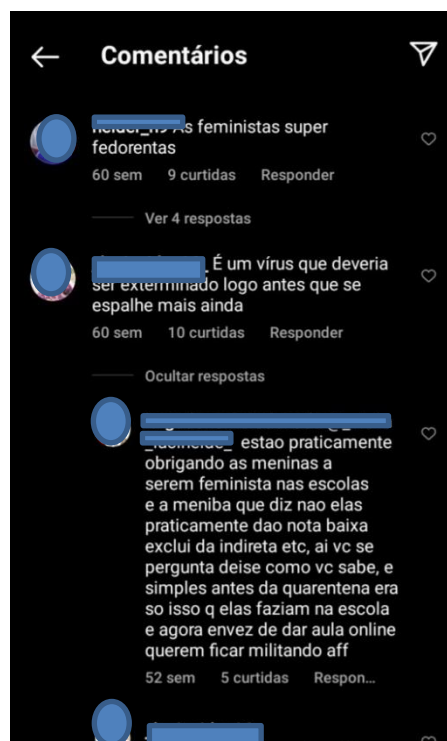 Comentários
As feministas super
fedorentas
60 sem 9 curtidas Responder
Ver 4 respostas
É um vírus que deveria
ser exterminado logo antes que se
espalhe mais ainda
60 sem 10 curtidas Responder
Ocultar respostas
estao praticamente
obrigando as meninas a
serem feminista nas escolas
e a meniba que diz nao elas
praticamente dao nota baixa
exclui da indireta etc, ai vc se
pergunta deise como vc sabe, e
simples antes da quarentena era
so isso q elas faziam na escola
e agora envez de dar aula online
querem ficar militando aff
52 sem 5 curtidas Respon...